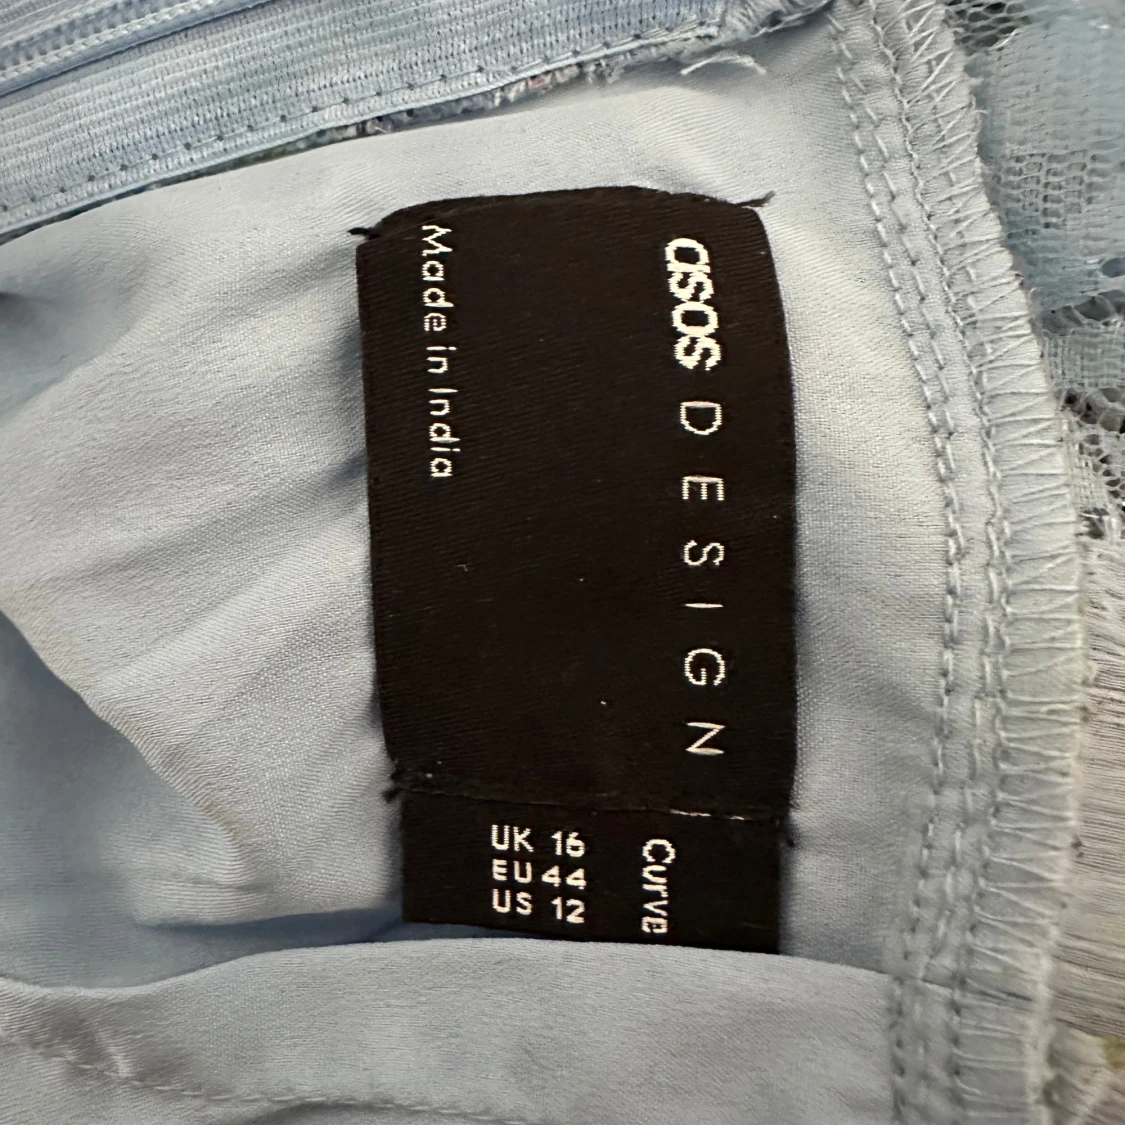 asos DESIGN
Made in India
Curve
UK 16
EU 44
US 12